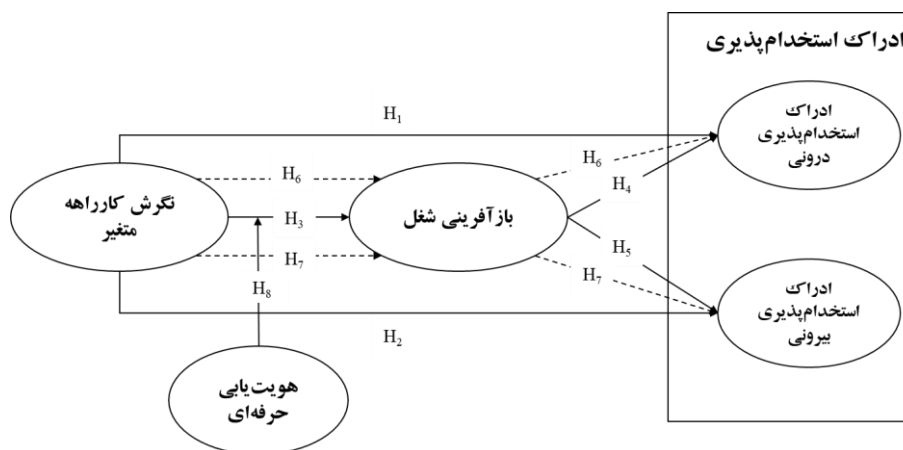 ادراک استخدام‌پذیری
ادراک
استخدام‌پذیری
درونی
H₁
H₆
H₆
H₄
نگرش کارراهه
متغیر
H₃
بازآفرینی شغل
H₅
H₇
H₇
H₈
ادراک
استخدام‌پذیری
بیرونی
H₂
هویت‌یابی
حرفه‌ای